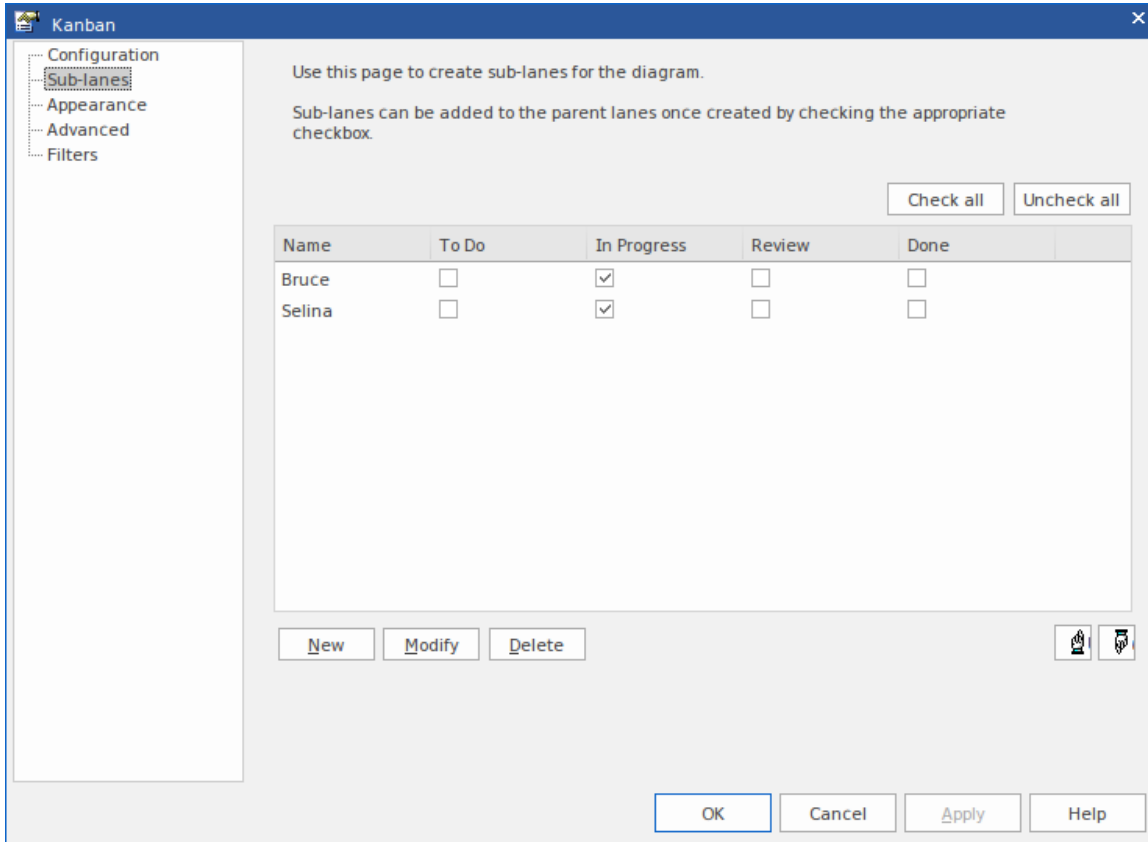 Kanban
Configuration
Sub-lanes
Appearance
Advanced
Filters
Use this page to create sub-lanes for the diagram.
Sub-lanes can be added to the parent lanes once created by checking the appropriate
checkbox.
Check all Uncheck all
Name To Do In Progress Review Done
Bruce
Selina
New Modify Delete
OK Cancel Apply Help